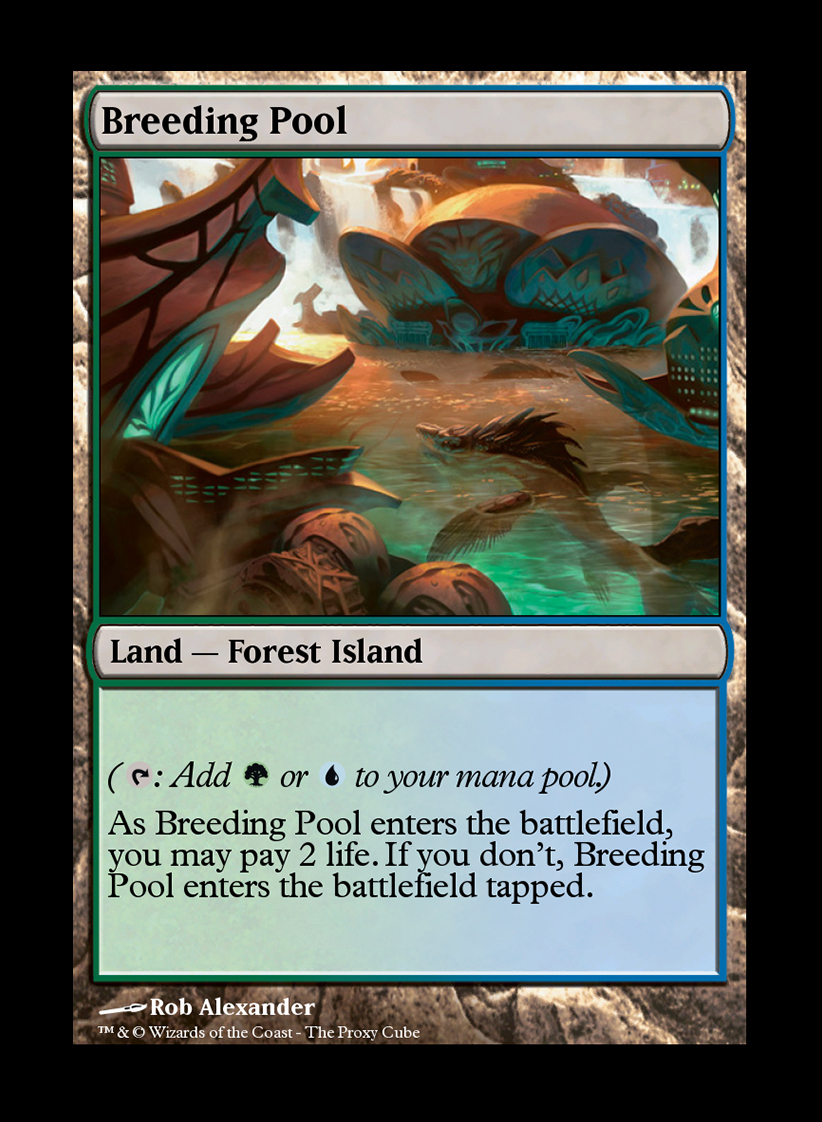 Breeding Pool
Land — Forest Island
( : Add or to your mana pool.)
As Breeding Pool enters the battlefield,
you may pay 2 life. If you don't, Breeding
Pool enters the battlefield tapped.
Rob Alexander
™ & © Wizards of the Coast - The Proxy Cube